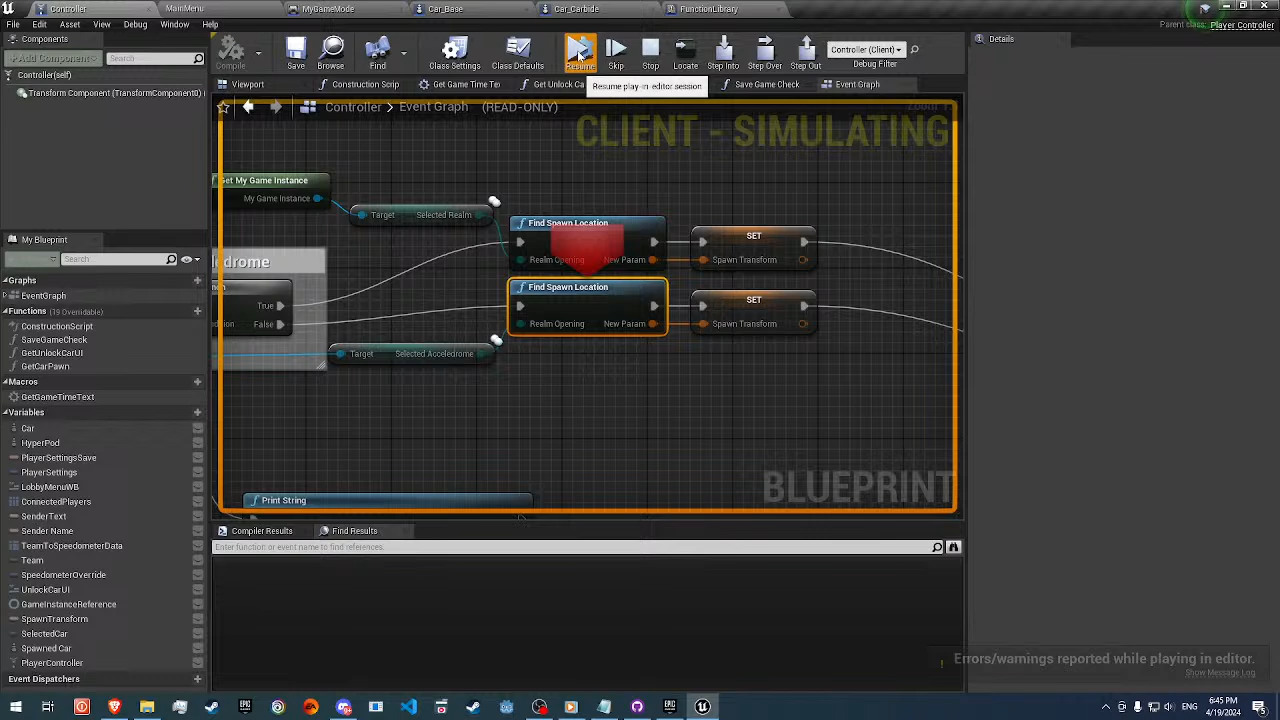 MainMenu
MyGameMode
Car_Base
Car_Carbide
FunctionLibrary
File Edit Asset View Debug Window Help
Parent class: Player Controller
Components
+ Add Component
Search
Controller(self)
Compile
Save
Browse
Find
Class Settings
Class Defaults
Resume
Skip
Stop
Locate
Step Into
Step Over
Step Out
Controller (Client)
Debug Filter
Details
Resume play-in-editor session
Viewport
Construction Scrip
Get Game Time Te
Get Unlock Ca
Save Game Check
Event Graph
Transform Component (TransformComponent)
Controller > Event Graph (READ-ONLY)
CLIENT - SIMULATING
Get My Game Instance
My Game Instance
Target Selected Realm
Find Spawn Location
Realm Opening New Param
SET
Spawn Transform
ledrome
True
False
Find Spawn Location
Realm Opening New Param
SET
Spawn Transform
Target Selected Acceledrome
BLUEPRINT
Print String
My Blueprint
+ Add New
Search
Graphs
EventGraph
Functions (19 Overridable)
ConstructionScript
SaveGameCheck
GetUnlockCarUI
GetCarPawn
Macros
GetGameTimeText
Variables
Car
HyperPod
PlayerSettingsSave
PlayerSettings
LobbyMenuWB
ConnectedPlayers
SenderText
Sender Name
TeamToSpeedometerData
Team
SpeedometerOverride
UnlockCarUI
GameInstanceReference
SpawnTransform
SelectedCar
Spawned Car
PlayerController
Event Dispatchers
Compiler Results
Find Results
Enter function or event name to find references.
Errors/warnings reported while playing in editor.
Show Message Log
6:45 PM
4/19/2024